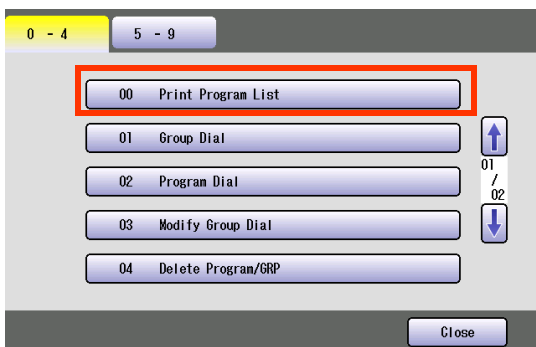 0 - 4
5 - 9
00 Print Program List
01 Group Dial
02 Program Dial
03 Modify Group Dial
04 Delete Program/GRP
01
/
02
Close